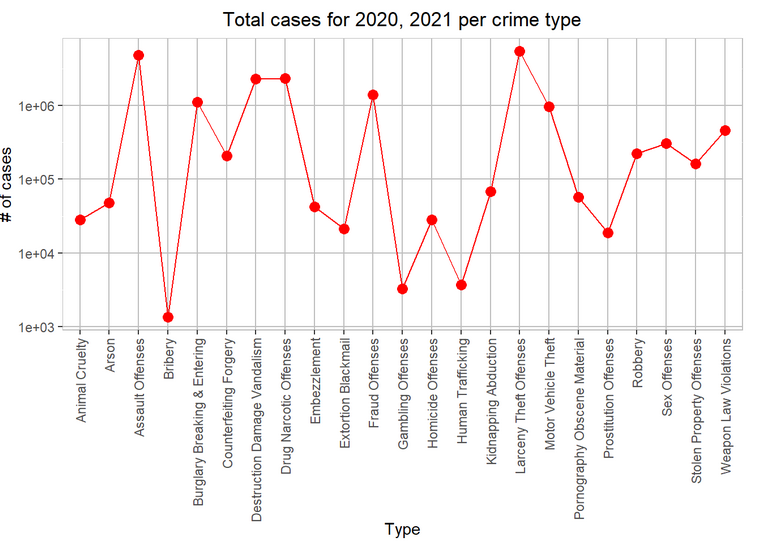 Total cases for 2020, 2021 per crime type
# of cases
1e+06
1e+05
1e+04
1e+03
Animal Cruelty
Arson
Assault Offenses
Bribery
Burglary Breaking & Entering
Counterfeiting Forgery
Destruction Damage Vandalism
Drug Narcotic Offenses
Embezzlement
Extortion Blackmail
Fraud Offenses
Gambling Offenses
Homicide Offenses
Human Trafficking
Kidnapping Abduction
Larceny Theft Offenses
Motor Vehicle Theft
Pornography Obscene Material
Prostitution Offenses
Robbery
Sex Offenses
Stolen Property Offenses
Weapon Law Violations
Type